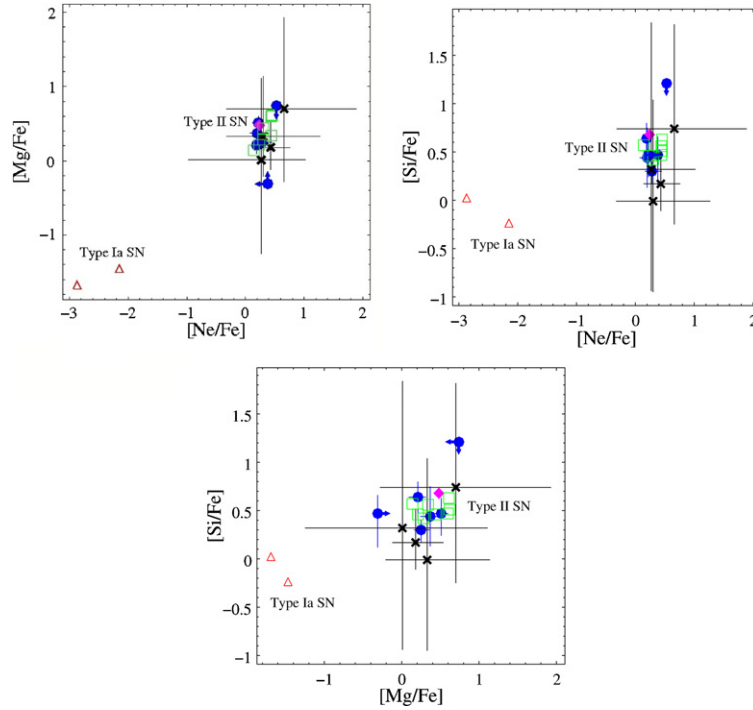 2
1
0
−1
[Mg/Fe]
Type II SN
Type Ia SN
−3 −2 −1 0 1 2
[Ne/Fe]
1.5
1
0.5
0
−0.5
−1
[Si/Fe]
Type II SN
Type Ia SN
−3 −2 −1 0 1 2
[Ne/Fe]
1.5
1
0.5
0
−0.5
−1
[Si/Fe]
Type II SN
Type Ia SN
−1 0 1 2
[Mg/Fe]